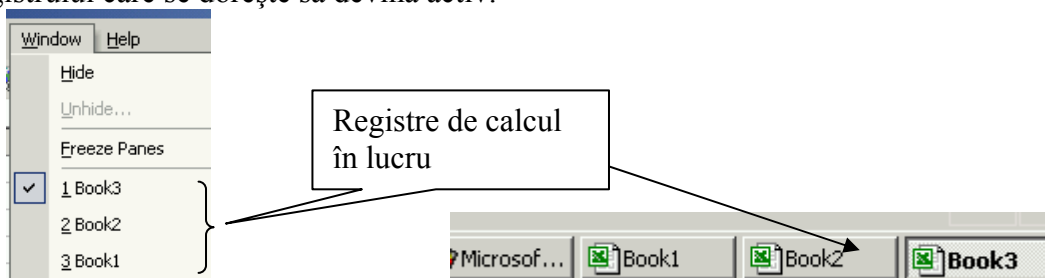 registrului care se dorește să devină activ.
Window Help
Hide
Unhide...
Freeze Panes
1 Book3
2 Book2
3 Book1
Registre de calcul
în lucru
Microsof... Book1 Book2 Book3